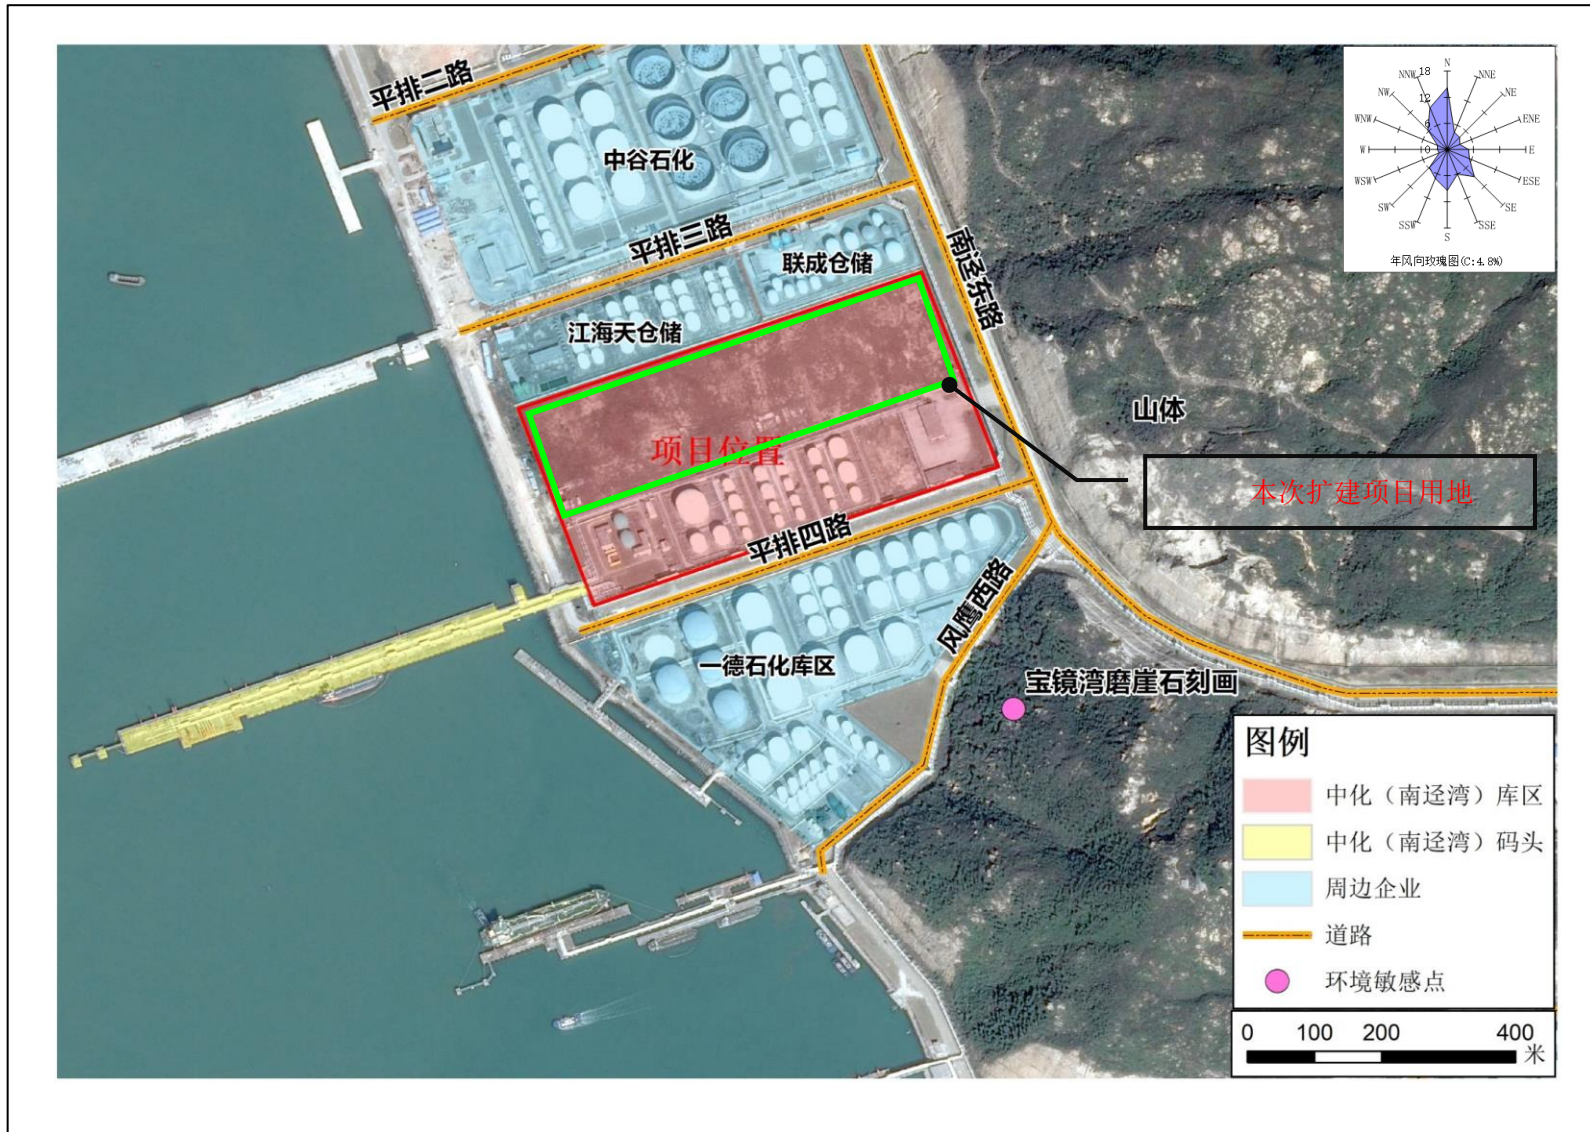 平排二路
中谷石化
平排三路
联成仓储
南迳东路
江海天仓储
项目位置
山体
本次扩建项目用地
平排四路
风鹰西路
一德石化库区
宝镜湾磨崖石刻画
N
NNE
NE
ENE
E
ESE
SE
SSE
S
SSW
SW
WSW
W
WNW
NW
NNW
18
12
6
0
年风向玫瑰图(C:4.8%)
图例
中化（南迳湾）库区
中化（南迳湾）码头
周边企业
道路
环境敏感点
0 100 200 400
米